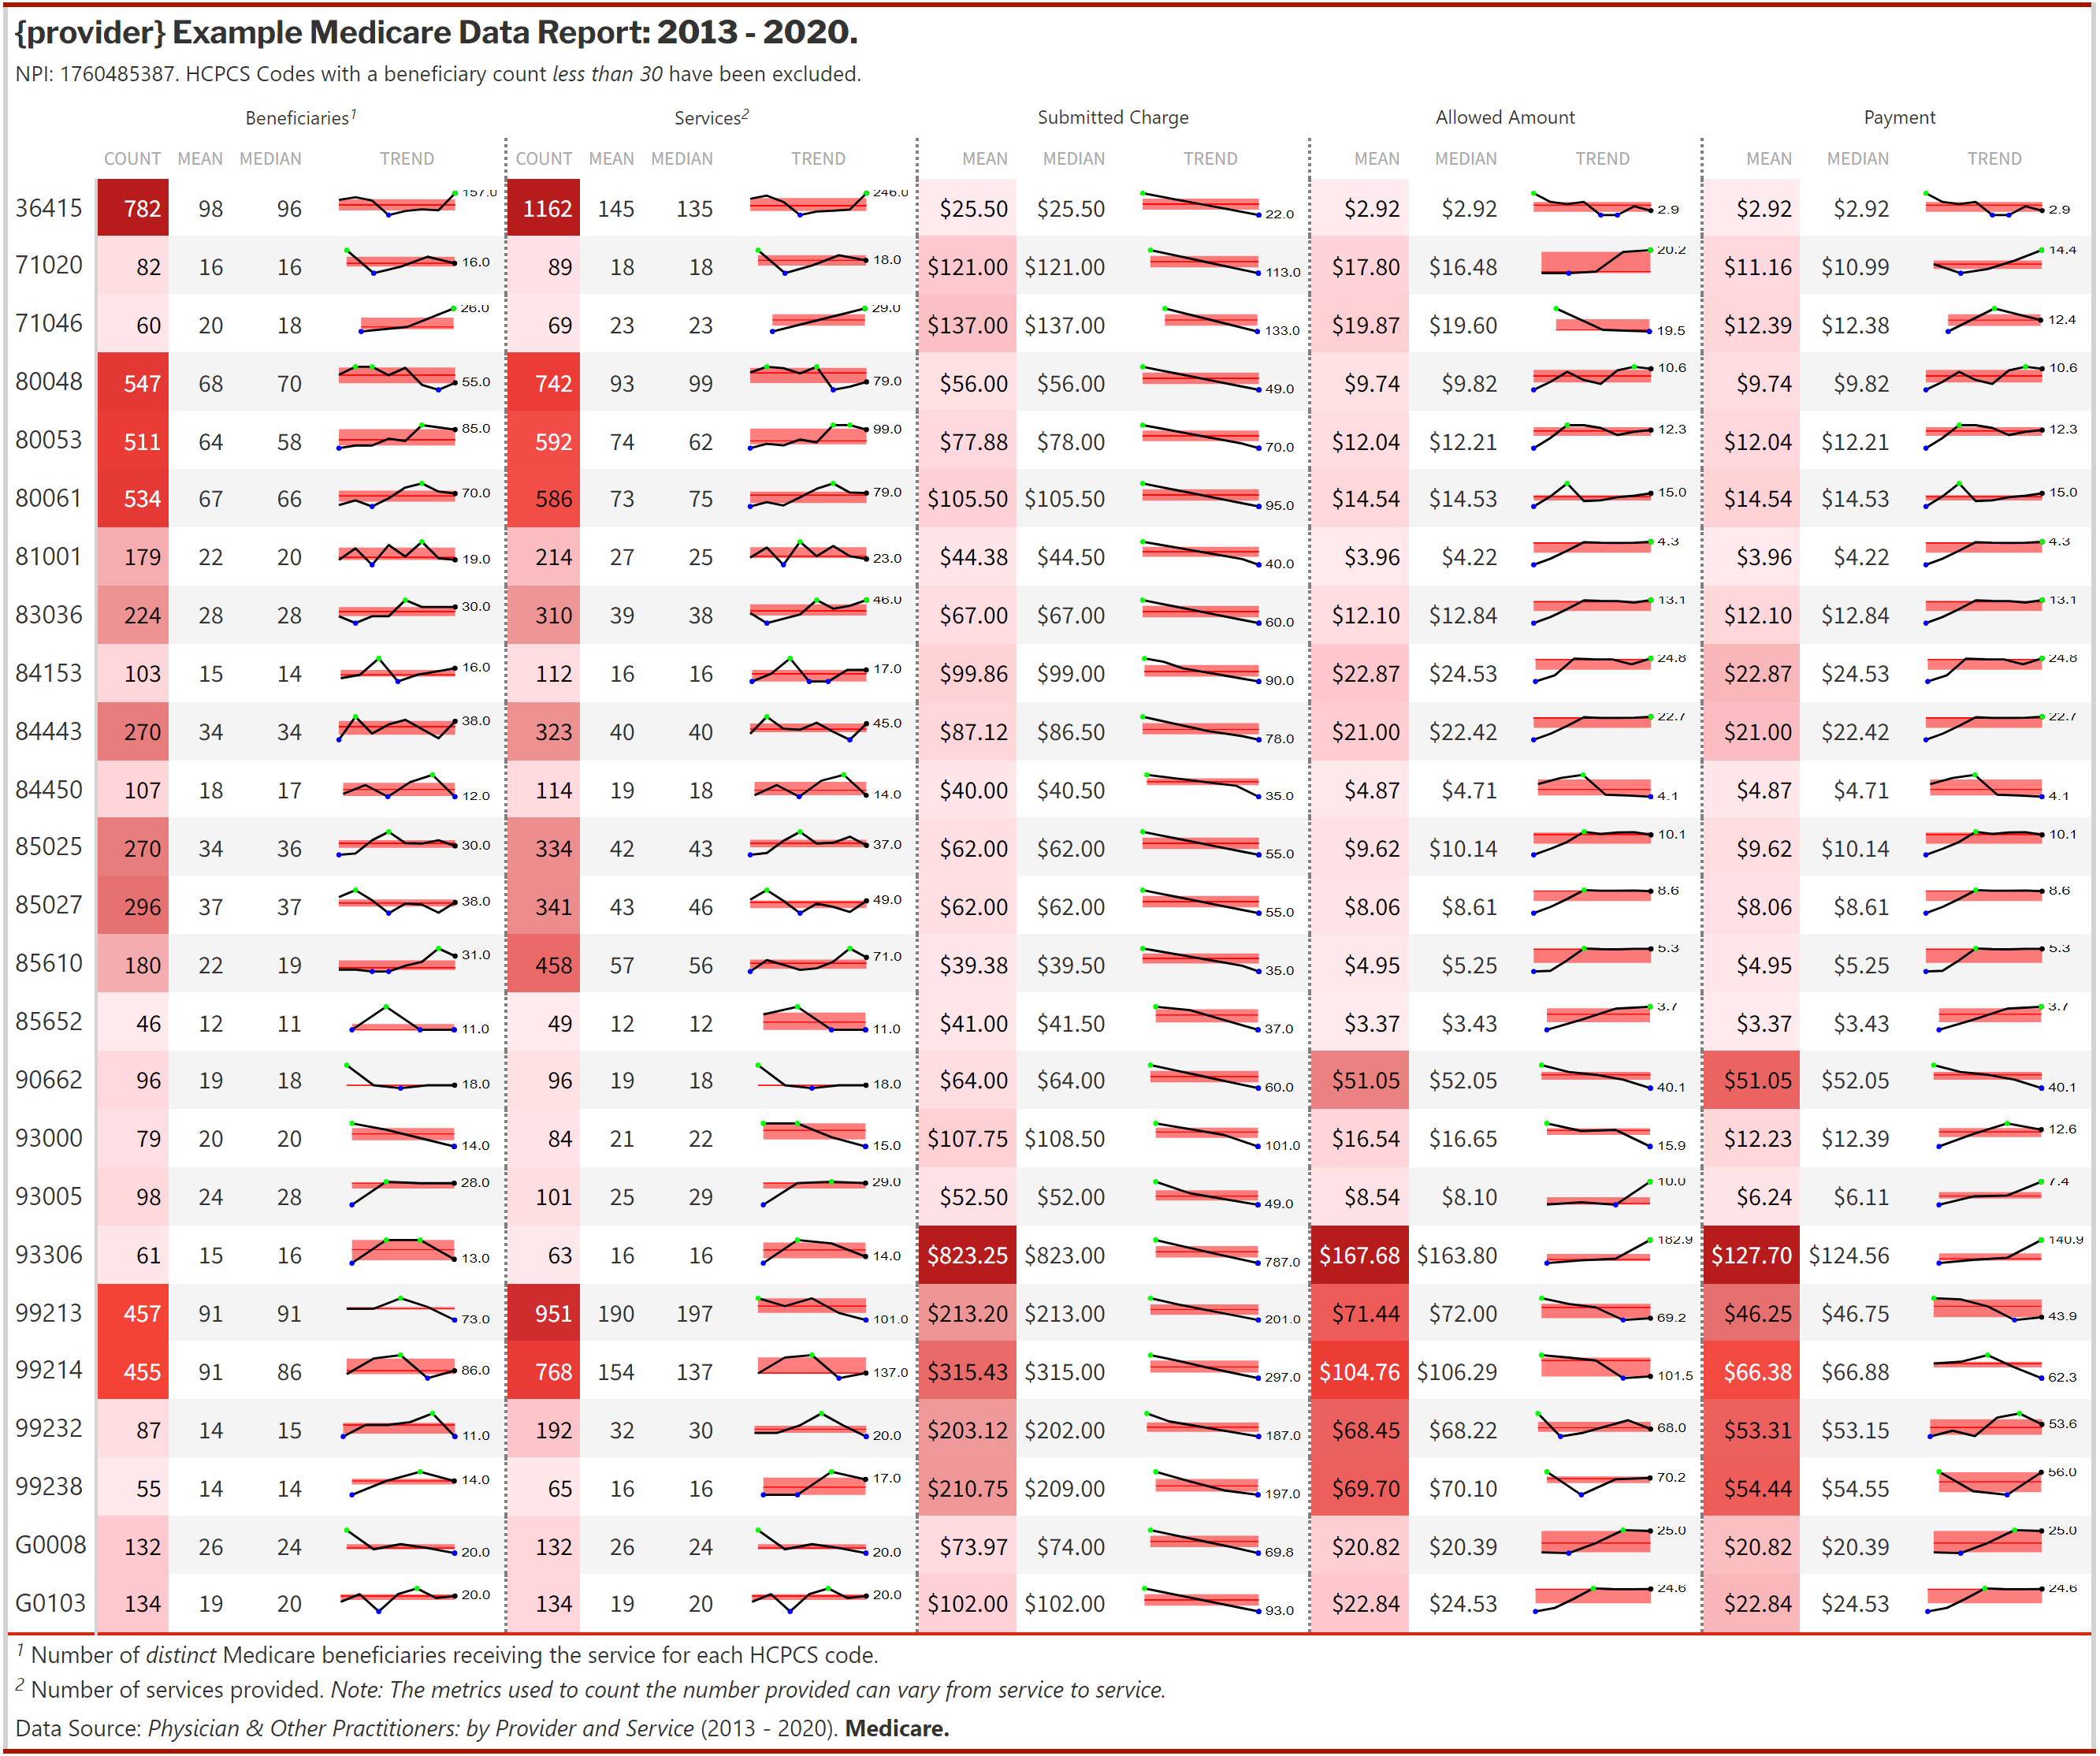 {provider} Example Medicare Data Report: 2013 - 2020.
NPI: 1760485387. HCPCS Codes with a beneficiary count less than 30 have been excluded.
Beneficiaries1 Services2 Submitted Charge Allowed Amount Payment
COUNT MEAN MEDIAN TREND COUNT MEAN MEDIAN TREND MEAN MEDIAN TREND MEAN MEDIAN TREND MEAN MEDIAN TREND
36415 782 98 96 157.0 1162 145 135 246.0 $25.50 $25.50 22.0 $2.92 $2.92 2.9 $2.92 $2.92 2.9
71020 82 16 16 16.0 89 18 18 18.0 $121.00 $121.00 113.0 $17.80 $16.48 20.2 $11.16 $10.99 14.4
71046 60 20 18 26.0 69 23 23 29.0 $137.00 $137.00 133.0 $19.87 $19.60 19.5 $12.39 $12.38 12.4
80048 547 68 70 55.0 742 93 99 79.0 $56.00 $56.00 49.0 $9.74 $9.82 10.6 $9.74 $9.82 10.6
80053 511 64 58 85.0 592 74 62 99.0 $77.88 $78.00 70.0 $12.04 $12.21 12.3 $12.04 $12.21 12.3
80061 534 67 66 70.0 586 73 75 79.0 $105.50 $105.50 95.0 $14.54 $14.53 15.0 $14.54 $14.53 15.0
81001 179 22 20 19.0 214 27 25 23.0 $44.38 $44.50 40.0 $3.96 $4.22 4.3 $3.96 $4.22 4.3
83036 224 28 28 30.0 310 39 38 46.0 $67.00 $67.00 60.0 $12.10 $12.84 13.1 $12.10 $12.84 13.1
84153 103 15 14 16.0 112 16 16 17.0 $99.86 $99.00 90.0 $22.87 $24.53 24.8 $22.87 $24.53 24.8
84443 270 34 34 38.0 323 40 40 45.0 $87.12 $86.50 78.0 $21.00 $22.42 22.7 $21.00 $22.42 22.7
84450 107 18 17 12.0 114 19 18 14.0 $40.00 $40.50 35.0 $4.87 $4.71 4.1 $4.87 $4.71 4.1
85025 270 34 36 30.0 334 42 43 37.0 $62.00 $62.00 55.0 $9.62 $10.14 10.1 $9.62 $10.14 10.1
85027 296 37 37 38.0 341 43 46 49.0 $62.00 $62.00 55.0 $8.06 $8.61 8.6 $8.06 $8.61 8.6
85610 180 22 19 31.0 458 57 56 71.0 $39.38 $39.50 35.0 $4.95 $5.25 5.3 $4.95 $5.25 5.3
85652 46 12 11 11.0 49 12 12 11.0 $41.00 $41.50 37.0 $3.37 $3.43 3.7 $3.37 $3.43 3.7
90662 96 19 18 18.0 96 19 18 18.0 $64.00 $64.00 60.0 $51.05 $52.05 40.1 $51.05 $52.05 40.1
93000 79 20 20 14.0 84 21 22 15.0 $107.75 $108.50 101.0 $16.54 $16.65 15.9 $12.23 $12.39 12.6
93005 98 24 28 28.0 101 25 29 29.0 $52.50 $52.00 49.0 $8.54 $8.10 10.0 $6.24 $6.11 7.4
93306 61 15 16 13.0 63 16 16 14.0 $823.25 $823.00 787.0 $167.68 $163.80 182.9 $127.70 $124.56 140.9
99213 457 91 91 73.0 951 190 197 101.0 $213.20 $213.00 201.0 $71.44 $72.00 69.2 $46.25 $46.75 43.9
99214 455 91 86 86.0 768 154 137 137.0 $315.43 $315.00 297.0 $104.76 $106.29 101.5 $66.38 $66.88 62.3
99232 87 14 15 11.0 192 32 30 20.0 $203.12 $202.00 187.0 $68.45 $68.22 68.0 $53.31 $53.15 53.6
99238 55 14 14 14.0 65 16 16 17.0 $210.75 $209.00 197.0 $69.70 $70.10 70.2 $54.44 $54.55 56.0
G0008 132 26 24 20.0 132 26 24 20.0 $73.97 $74.00 69.8 $20.82 $20.39 25.0 $20.82 $20.39 25.0
G0103 134 19 20 20.0 134 19 20 20.0 $102.00 $102.00 93.0 $22.84 $24.53 24.6 $22.84 $24.53 24.6
1 Number of distinct Medicare beneficiaries receiving the service for each HCPCS code.
2 Number of services provided. Note: The metrics used to count the number provided can vary from service to service.
Data Source: Physician & Other Practitioners: by Provider and Service (2013 - 2020). Medicare.